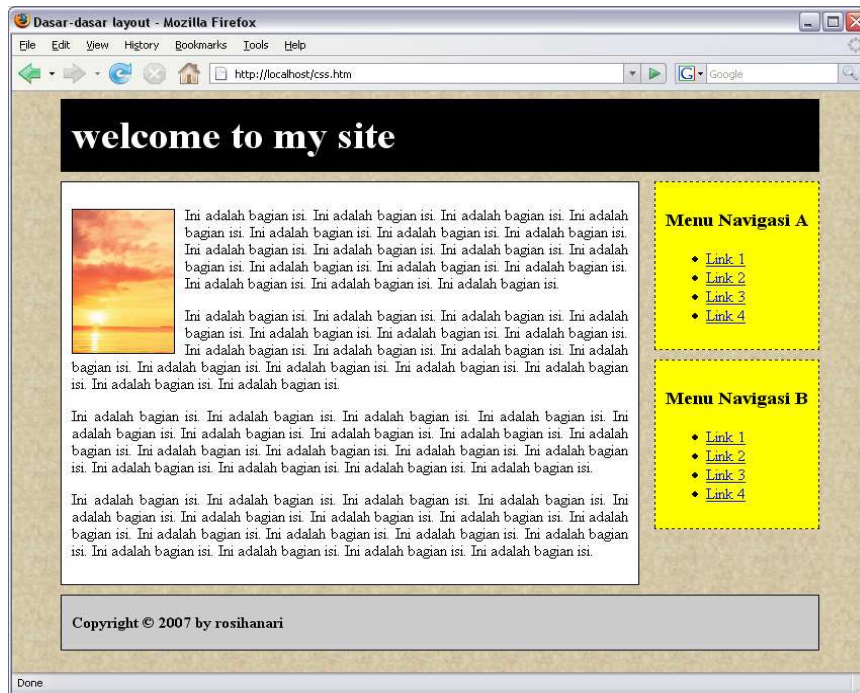 Dasar-dasar layout - Mozilla Firefox
File Edit View History Bookmarks Tools Help
http://localhost/css.htm
G Google
welcome to my site
Ini adalah bagian isi. Ini adalah bagian isi. Ini adalah bagian isi. Ini adalah
bagian isi. Ini adalah bagian isi. Ini adalah bagian isi. Ini adalah bagian isi.
Ini adalah bagian isi. Ini adalah bagian isi. Ini adalah bagian isi. Ini adalah
bagian isi. Ini adalah bagian isi. Ini adalah bagian isi. Ini adalah bagian isi.
Ini adalah bagian isi. Ini adalah bagian isi. Ini adalah bagian isi.
Ini adalah bagian isi. Ini adalah bagian isi. Ini adalah bagian isi. Ini adalah
bagian isi. Ini adalah bagian isi. Ini adalah bagian isi. Ini adalah bagian isi.
Ini adalah bagian isi. Ini adalah bagian isi. Ini adalah bagian isi. Ini adalah
bagian isi. Ini adalah bagian isi. Ini adalah bagian isi. Ini adalah bagian isi. Ini adalah bagian
isi. Ini adalah bagian isi. Ini adalah bagian isi.
Ini adalah bagian isi. Ini adalah bagian isi. Ini adalah bagian isi. Ini adalah bagian isi. Ini
adalah bagian isi. Ini adalah bagian isi. Ini adalah bagian isi. Ini adalah bagian isi. Ini adalah
bagian isi. Ini adalah bagian isi. Ini adalah bagian isi. Ini adalah bagian isi. Ini adalah bagian
isi. Ini adalah bagian isi. Ini adalah bagian isi. Ini adalah bagian isi. Ini adalah bagian isi.
Ini adalah bagian isi. Ini adalah bagian isi. Ini adalah bagian isi. Ini adalah bagian isi. Ini
adalah bagian isi. Ini adalah bagian isi. Ini adalah bagian isi. Ini adalah bagian isi. Ini adalah
bagian isi. Ini adalah bagian isi. Ini adalah bagian isi. Ini adalah bagian isi. Ini adalah bagian
isi. Ini adalah bagian isi. Ini adalah bagian isi. Ini adalah bagian isi. Ini adalah bagian isi.
Menu Navigasi A
Link 1
Link 2
Link 3
Link 4
Menu Navigasi B
Link 1
Link 2
Link 3
Link 4
Copyright © 2007 by rosihanari
Done